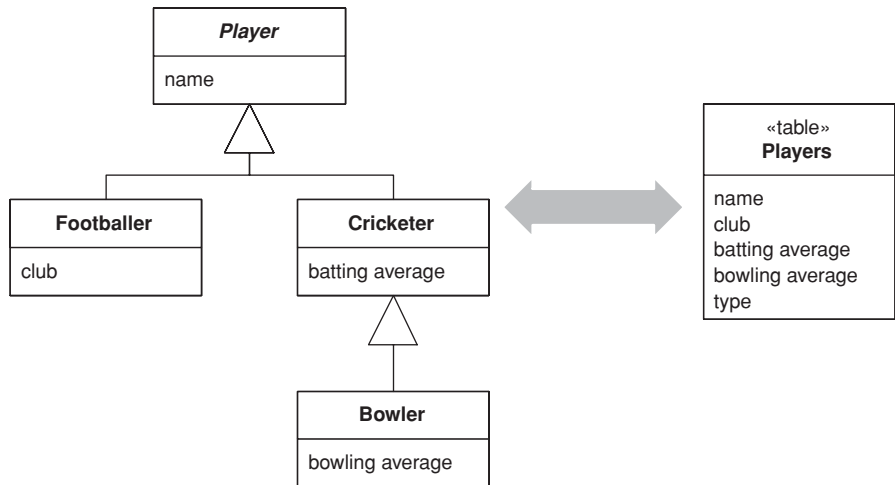 Player
name
Footballer
club
Cricketer
batting average
Bowler
bowling average
«table»
Players
name
club
batting average
bowling average
type